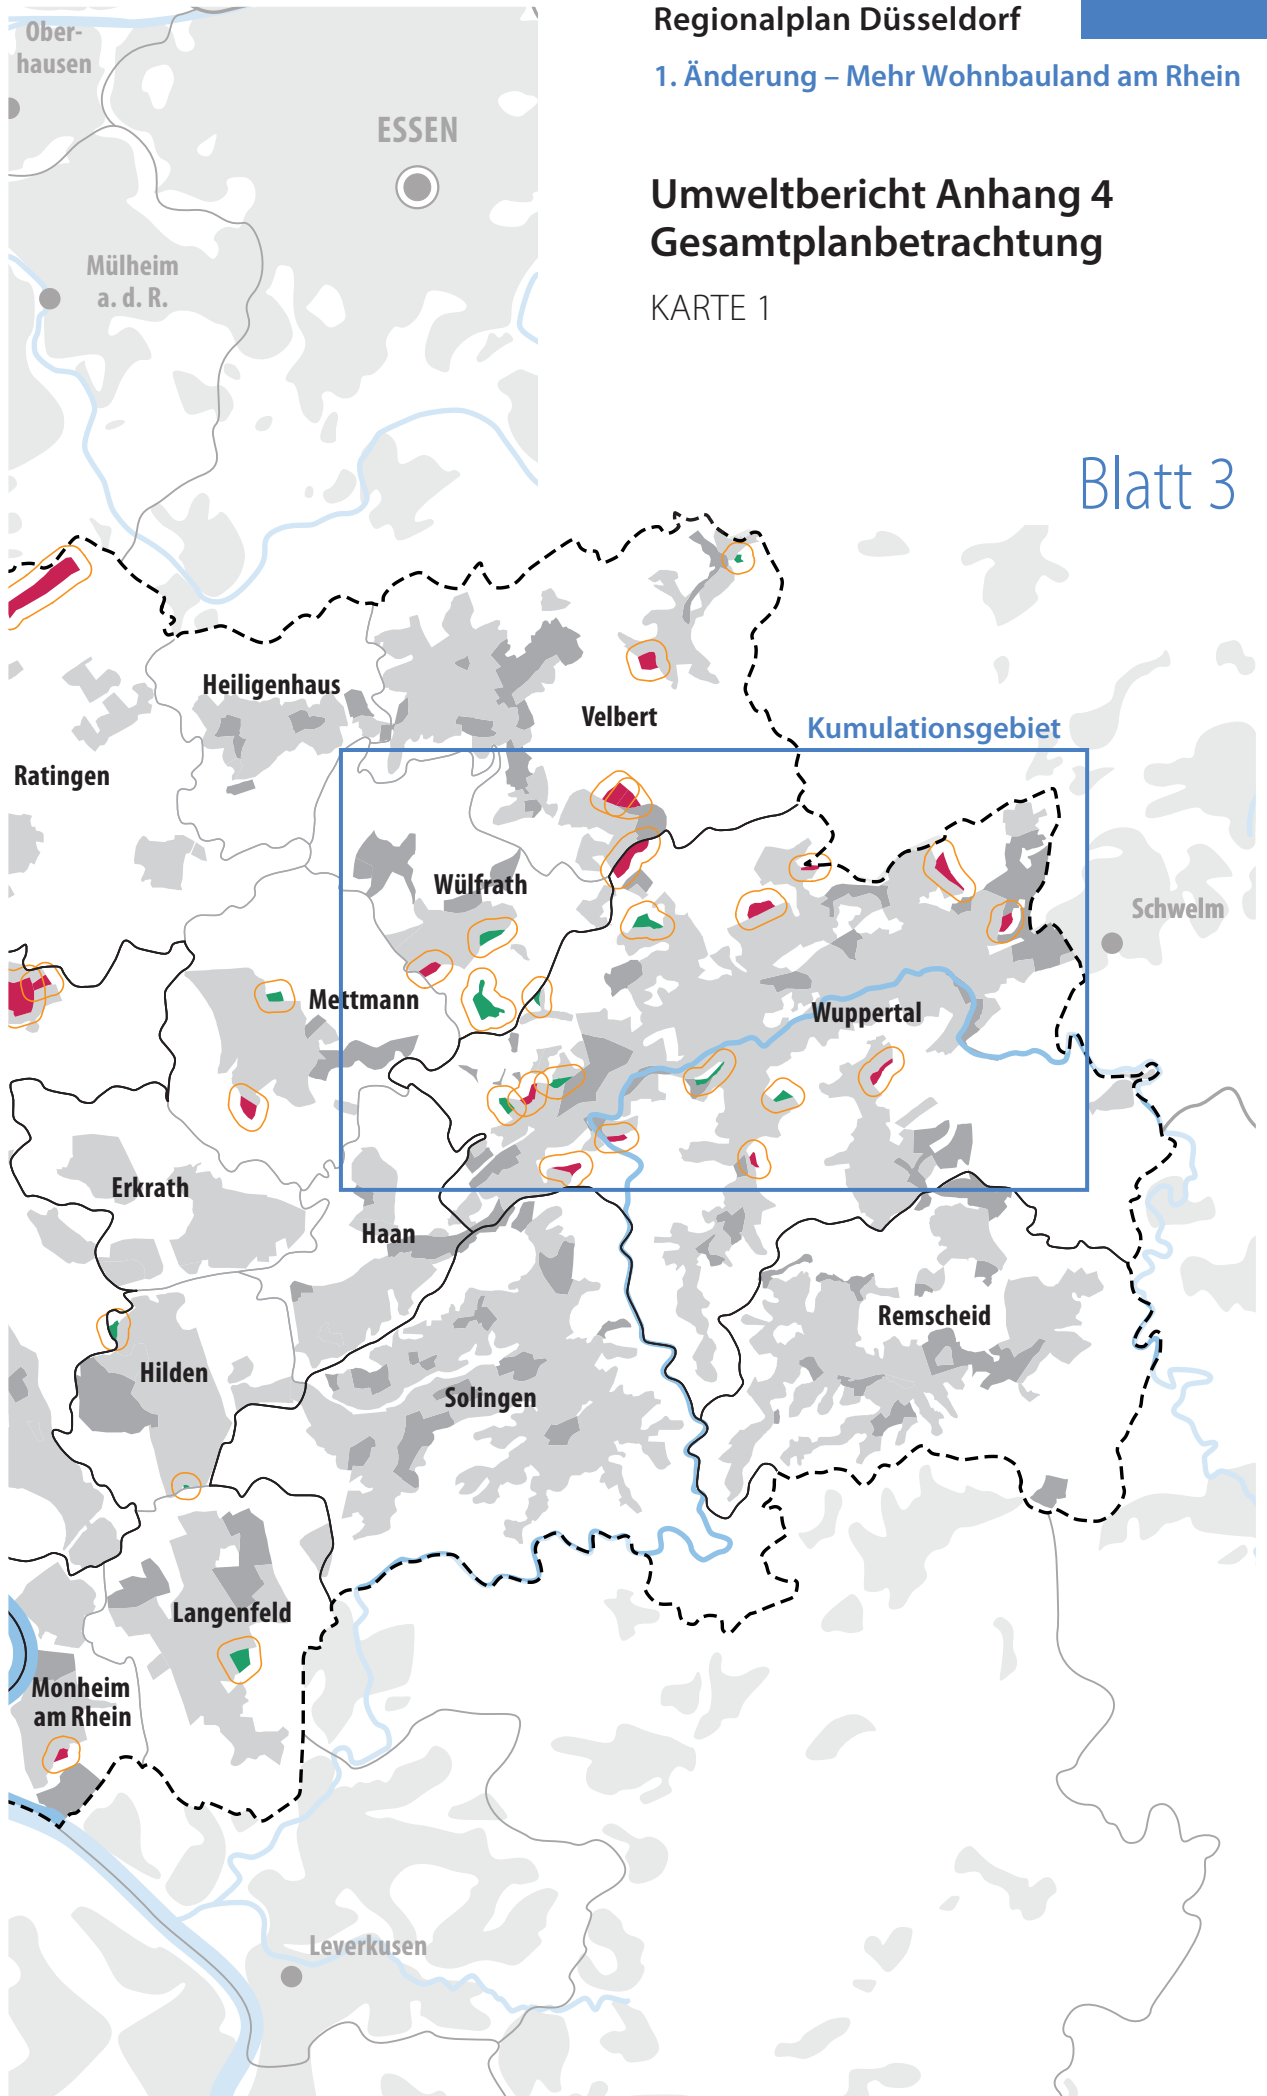 Regionalplan Düsseldorf
1. Änderung – Mehr Wohnbauland am Rhein
Umweltbericht Anhang 4
Gesamtplanbetrachtung
KARTE 1
Blatt 3
Ober-
hausen
ESSEN
Mülheim
a. d. R.
Heiligenhaus
Velbert
Kumulationsgebiet
Ratingen
Wülfrath
Schwelm
Mettmann
Wuppertal
Erkrath
Haan
Remscheid
Hilden
Solingen
Langenfeld
Monheim
am Rhein
Leverkusen